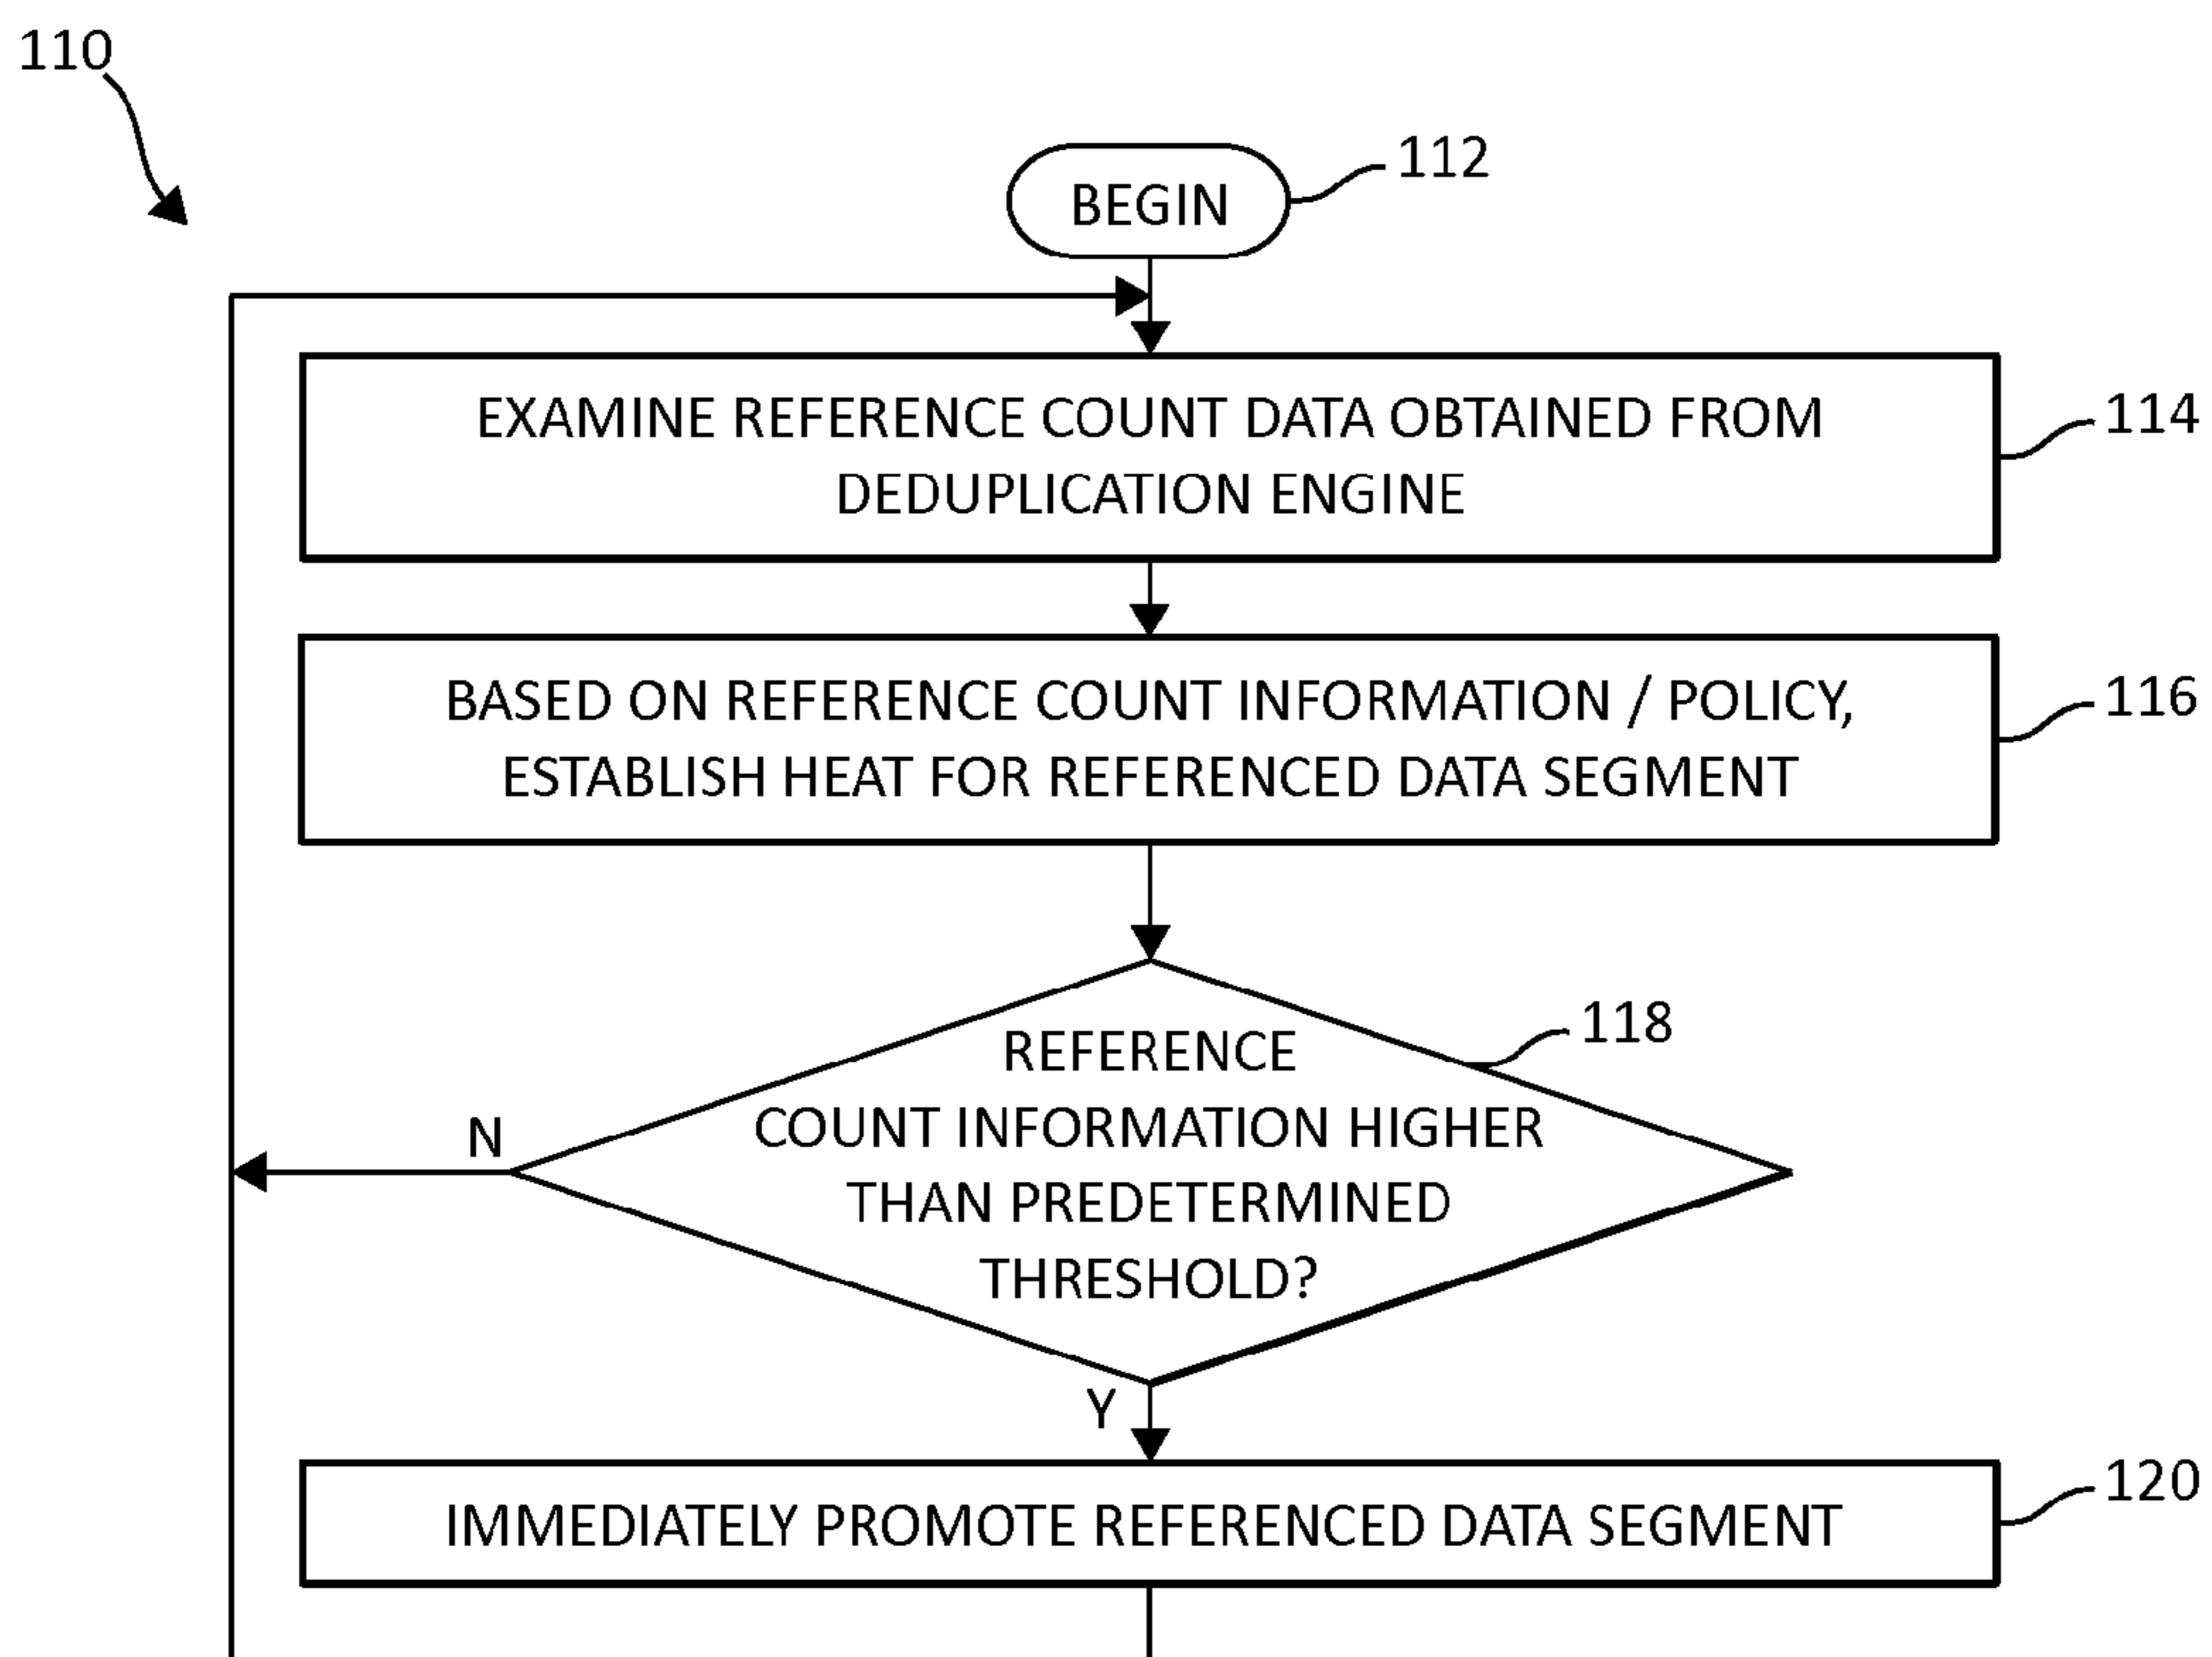 110
BEGIN
112
EXAMINE REFERENCE COUNT DATA OBTAINED FROM
DEDUPLICATION ENGINE
114
BASED ON REFERENCE COUNT INFORMATION / POLICY,
ESTABLISH HEAT FOR REFERENCED DATA SEGMENT
116
118
REFERENCE
COUNT INFORMATION HIGHER
THAN PREDETERMINED
THRESHOLD?
N
Y
IMMEDIATELY PROMOTE REFERENCED DATA SEGMENT
120